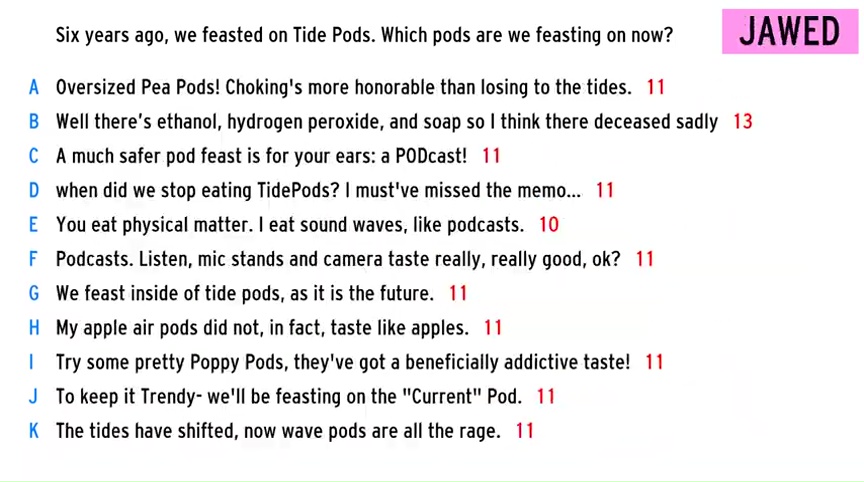 Six years ago, we feasted on Tide Pods. Which pods are we feasting on now?
JAWED
A Oversized Pea Pods! Choking's more honorable than losing to the tides. 11
B Well there's ethanol, hydrogen peroxide, and soap so I think there deceased sadly 13
C A much safer pod feast is for your ears: a PODcast! 11
D when did we stop eating TidePods? I must've missed the memo... 11
E You eat physical matter. I eat sound waves, like podcasts. 10
F Podcasts. Listen, mic stands and camera taste really, really good, ok? 11
G We feast inside of tide pods, as it is the future. 11
H My apple air pods did not, in fact, taste like apples. 11
I Try some pretty Poppy Pods, they've got a beneficially addictive taste! 11
J To keep it Trendy- we'll be feasting on the "Current" Pod. 11
K The tides have shifted, now wave pods are all the rage. 11